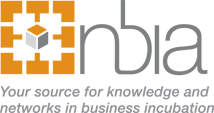 nbia
Your source for knowledge and
networks in business incubation